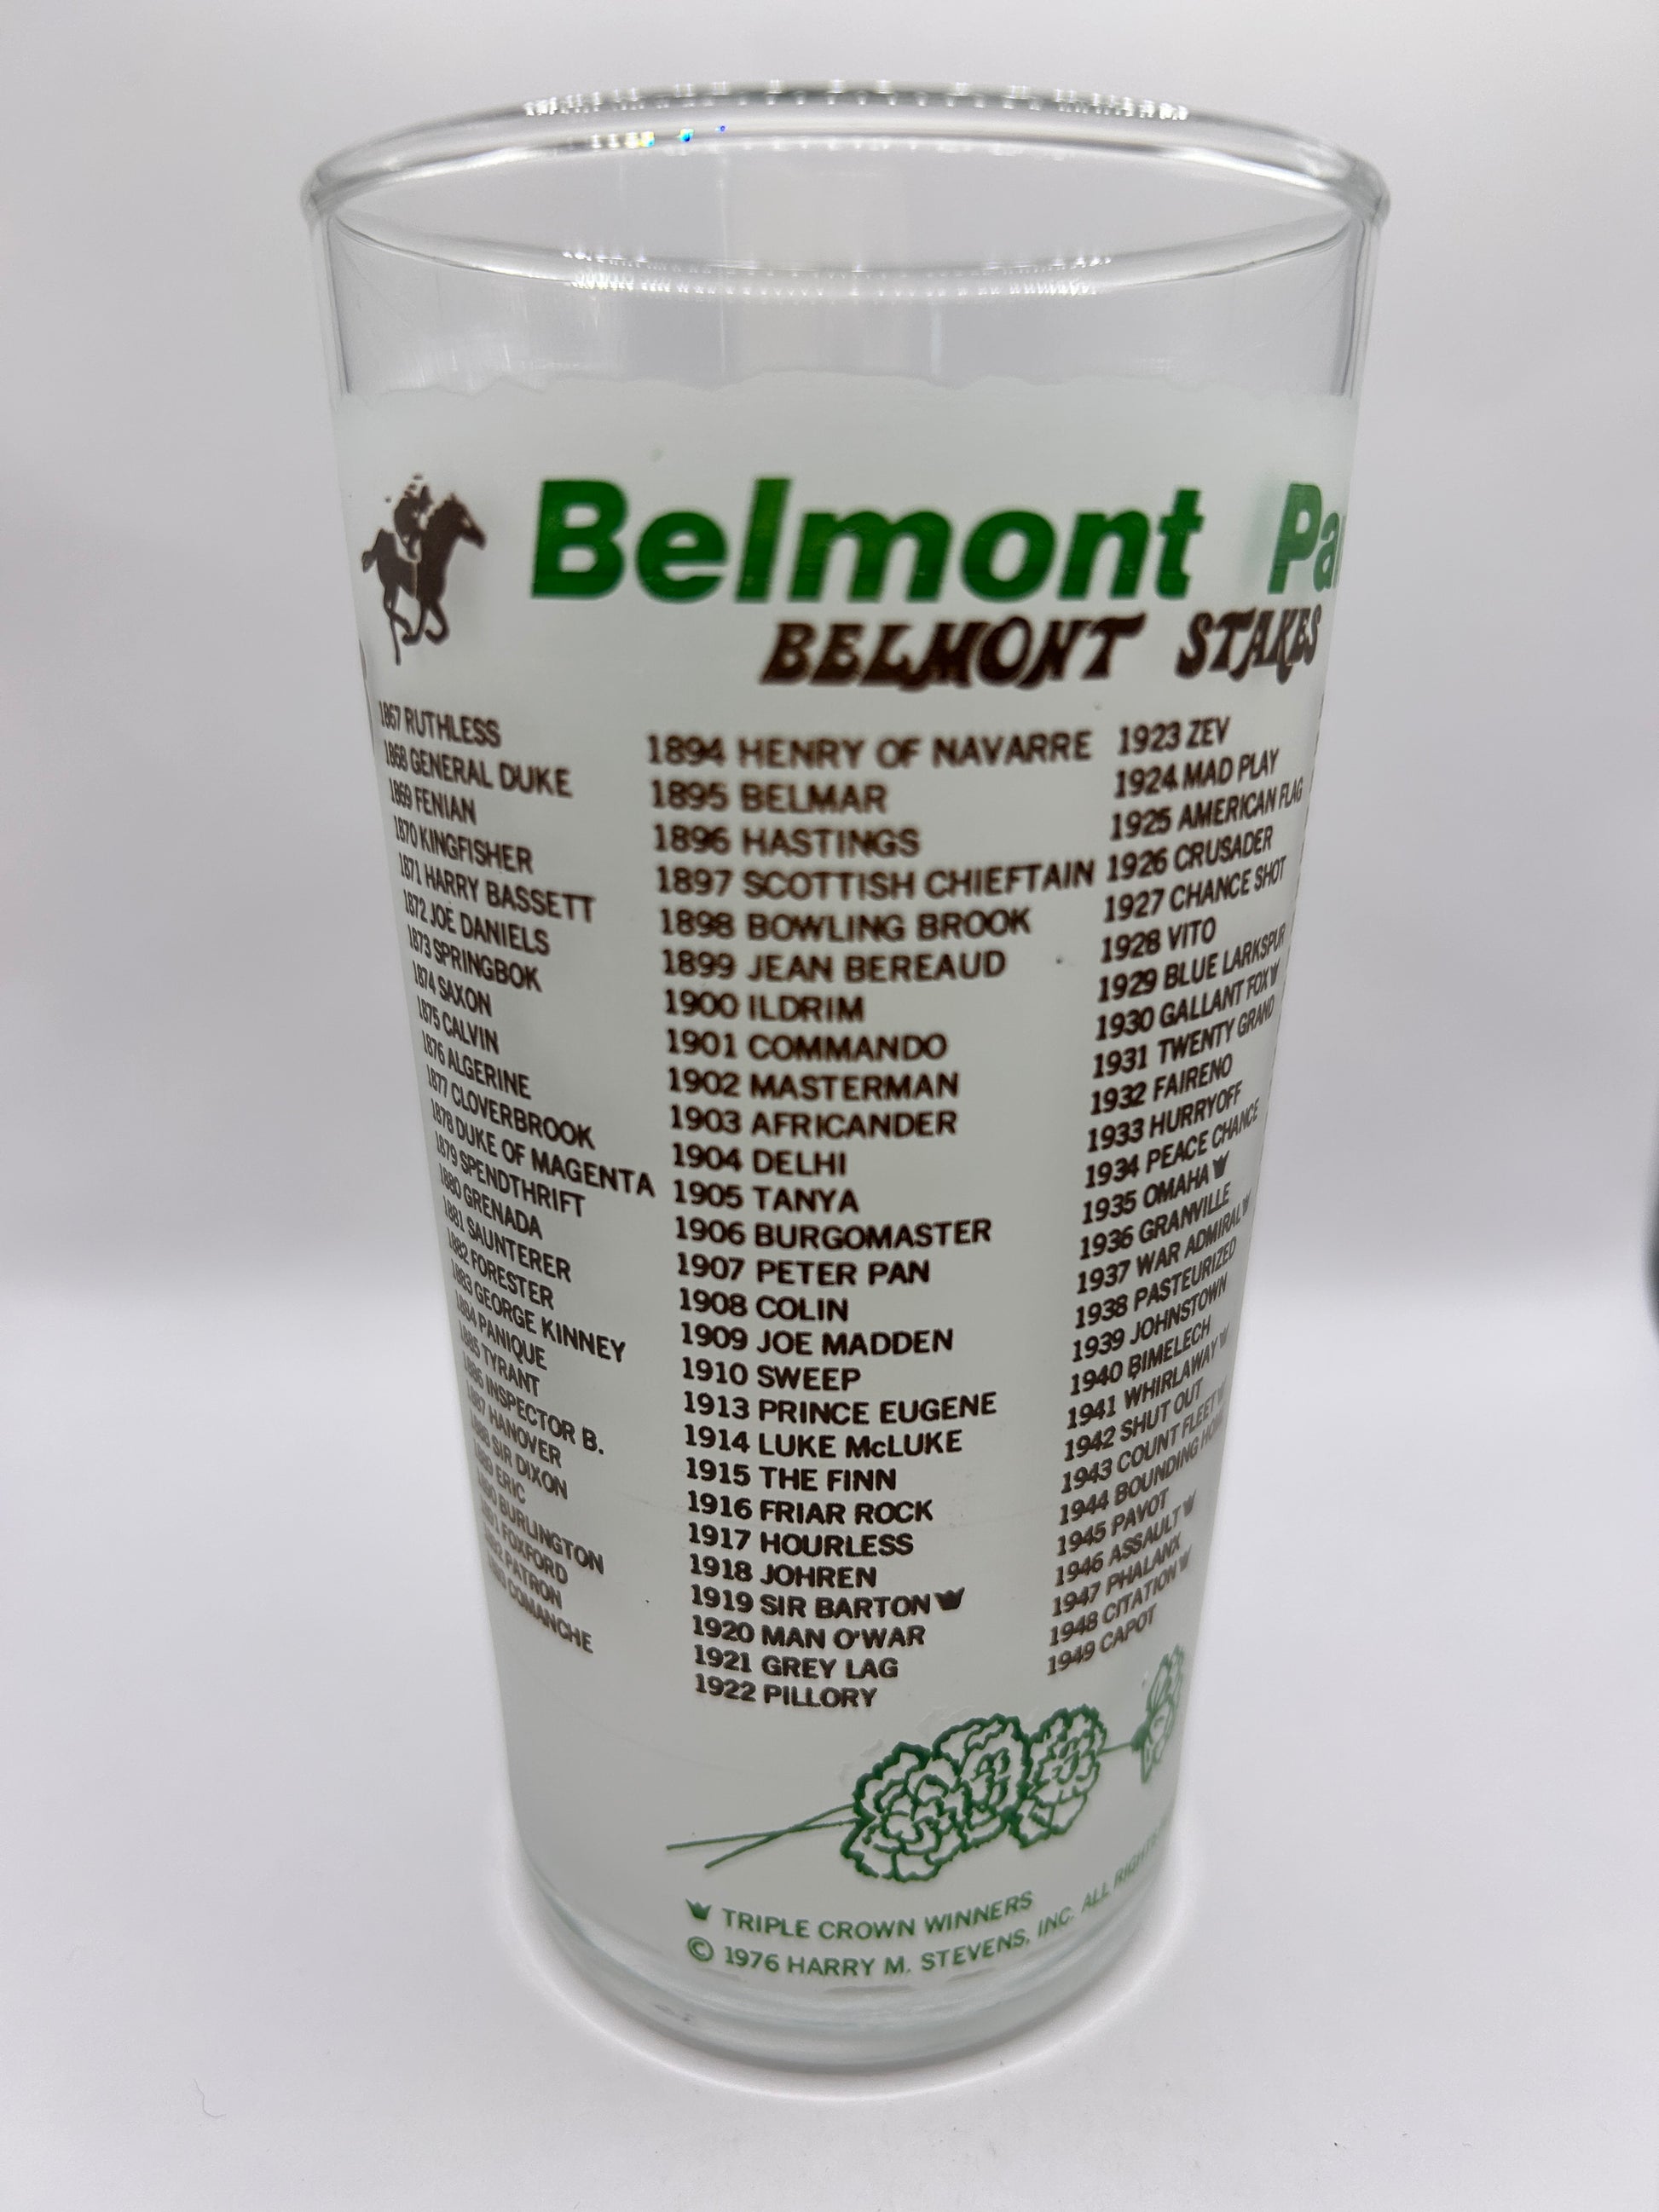 Belmont Pa
BELMONT STAKES
1867 RUTHLESS
1868 GENERAL DUKE
1869 FENIAN
1870 KINGFISHER
1871 HARRY BASSETT
1872 JOE DANIELS
1873 SPRINGBOK
1874 SAXON
1875 CALVIN
1876 ALGERINE
1877 CLOVERBROOK
1878 DUKE OF MAGENTA
1879 SPENDTHRIFT
1880 GRENADA
1881 SAUNTERER
1882 FORESTER
1883 GEORGE KINNEY
1884 PANIQUE
1885 TYRANT
1886 INSPECTOR B.
1887 HANOVER
1888 SIR DIXON
1889 ERIC
1890 BURLINGTON
1891 FOXFORD
1892 PATRON
1893 COMANCHE
1894 HENRY OF NAVARRE
1895 BELMAR
1896 HASTINGS
1897 SCOTTISH CHIEFTAIN
1898 BOWLING BROOK
1899 JEAN BEREAUD
1900 ILDRIM
1901 COMMANDO
1902 MASTERMAN
1903 AFRICANDER
1904 DELHI
1905 TANYA
1906 BURGOMASTER
1907 PETER PAN
1908 COLIN
1909 JOE MADDEN
1910 SWEEP
1913 PRINCE EUGENE
1914 LUKE McLUKE
1915 THE FINN
1916 FRIAR ROCK
1917 HOURLESS
1918 JOHREN
1919 SIR BARTON
1920 MAN O'WAR
1921 GREY LAG
1922 PILLORY
1923 ZEV
1924 MAD PLAY
1925 AMERICAN FLAG
1926 CRUSADER
1927 CHANCE SHOT
1928 VITO
1929 BLUE LARKSPUR
1930 GALLANT FOX
1931 TWENTY GRAND
1932 FAIRENO
1933 HURRYOFF
1934 PEACE CHANCE
1935 OMAHA
1936 GRANVILLE
1937 WAR ADMIRAL
1938 PASTEURIZED
1939 JOHNSTOWN
1940 BIMELECH
1941 WHIRLAWAY
1942 SHUT OUT
1943 COUNT FLEET
1944 BOUNDING HO
1945 PAVOT
1946 ASSAULT
1947 PHALANX
1948 CITATION
1949 CAPOT
TRIPLE CROWN WINNERS
© 1976 HARRY M. STEVENS, INC. ALL RIGHTS